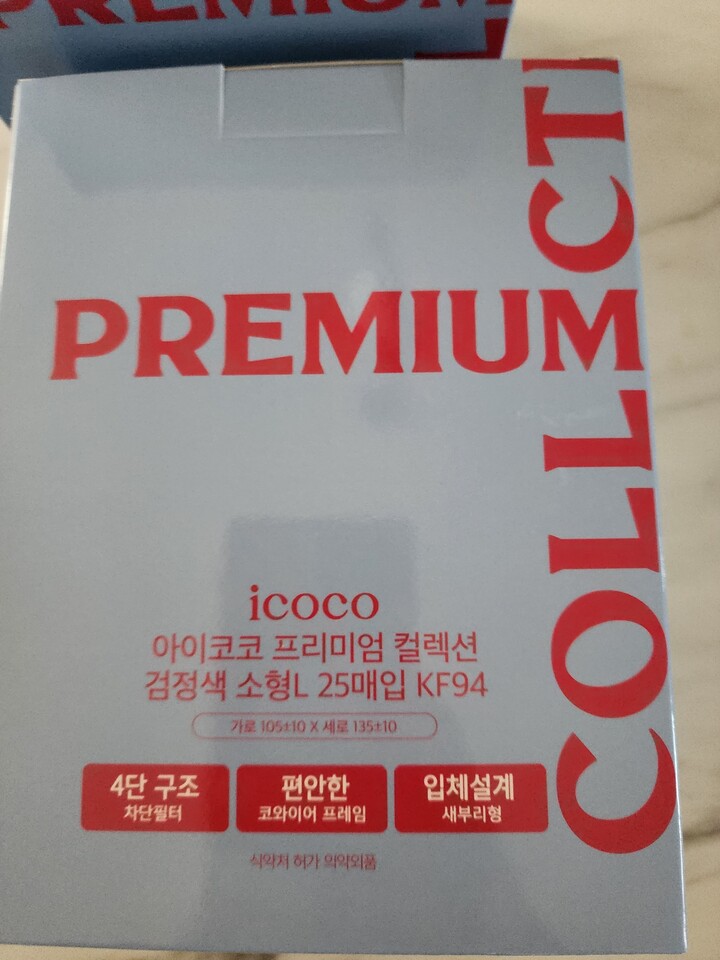 PREMIUM
PREMIUM
COLLECTI
icoco
아이코코 프리미엄 컬렉션
검정색 소형L 25매입 KF94
가로 105±10 X 세로 135±10
4단 구조
차단필터
편안한
코와이어 프레임
입체설계
새부리형
식약처 허가 의약외품